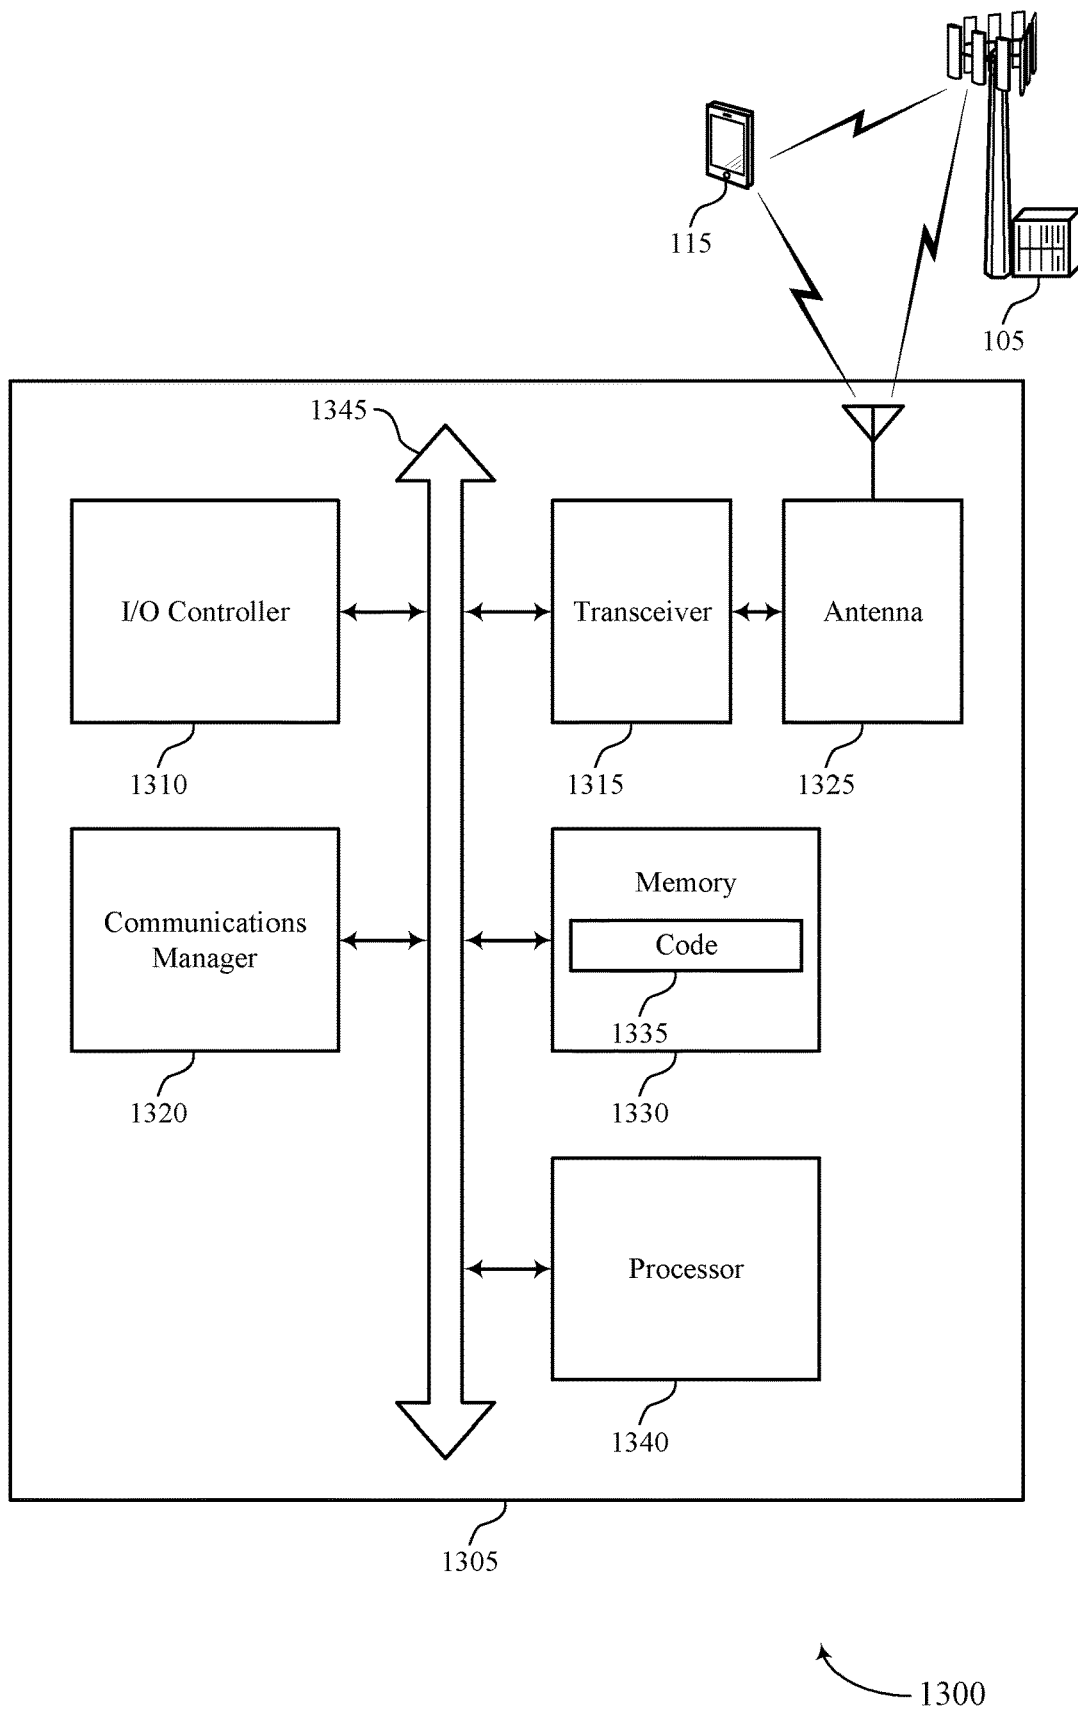 115
105
1345
I/O Controller
Transceiver
Antenna
1310
1315
1325
Communications
Manager
Memory
Code
1335
1320
1330
Processor
1340
1305
1300